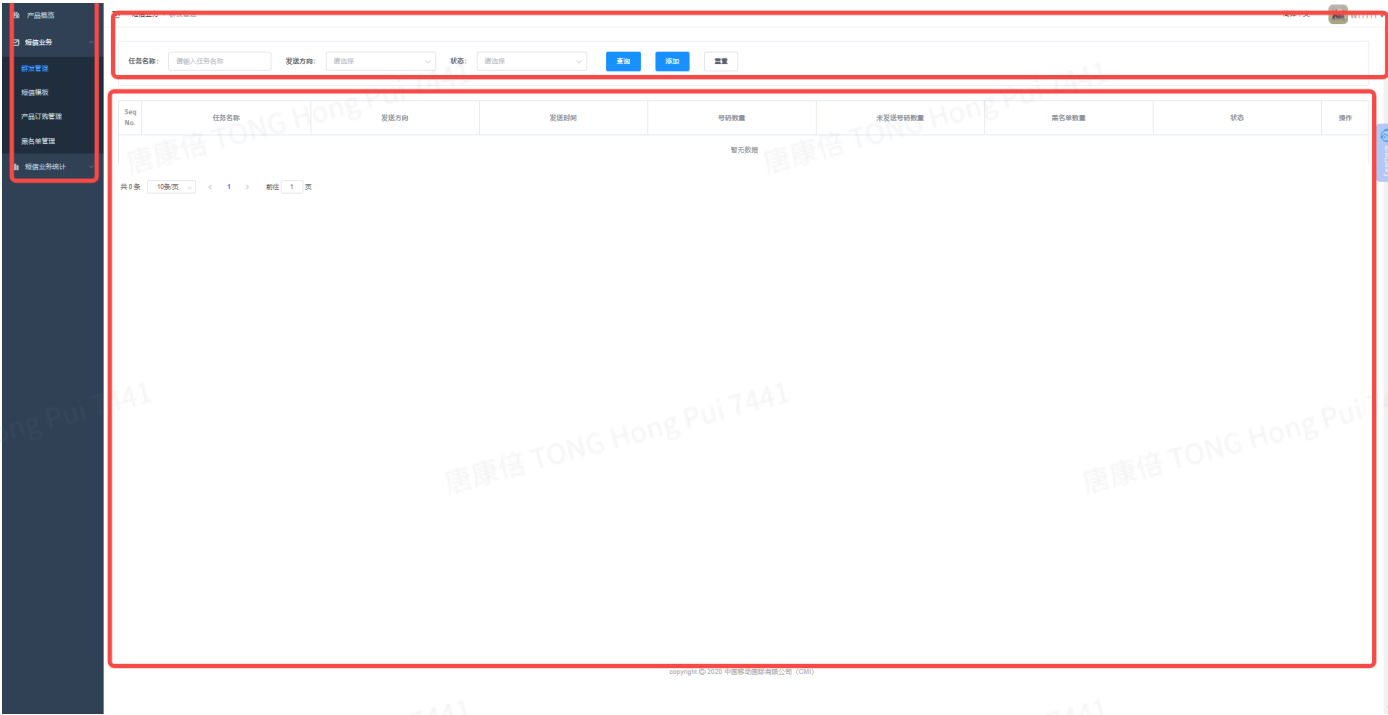 产品概览
短信业务
群发管理
短信模板
产品订购管理
黑名单管理
短信业务统计
任务名称： 请输入任务名称 发送方向： 请选择 状态： 请选择 查询 添加 重置
Seq No. 任务名称 发送方向 发送时间 号码数量 未发送号码数量 黑名单数量 状态 操作
暂无数据
共 0 条 10条/页 1 前往 1 页
唐康倍 TONG Hong Pui 7441
唐康倍 TONG Hong Pui 7441
唐康倍 TONG Hong Pui 7441
唐康倍 TONG Hong Pui
copyright © 2020 中国移动国际有限公司（CMI）